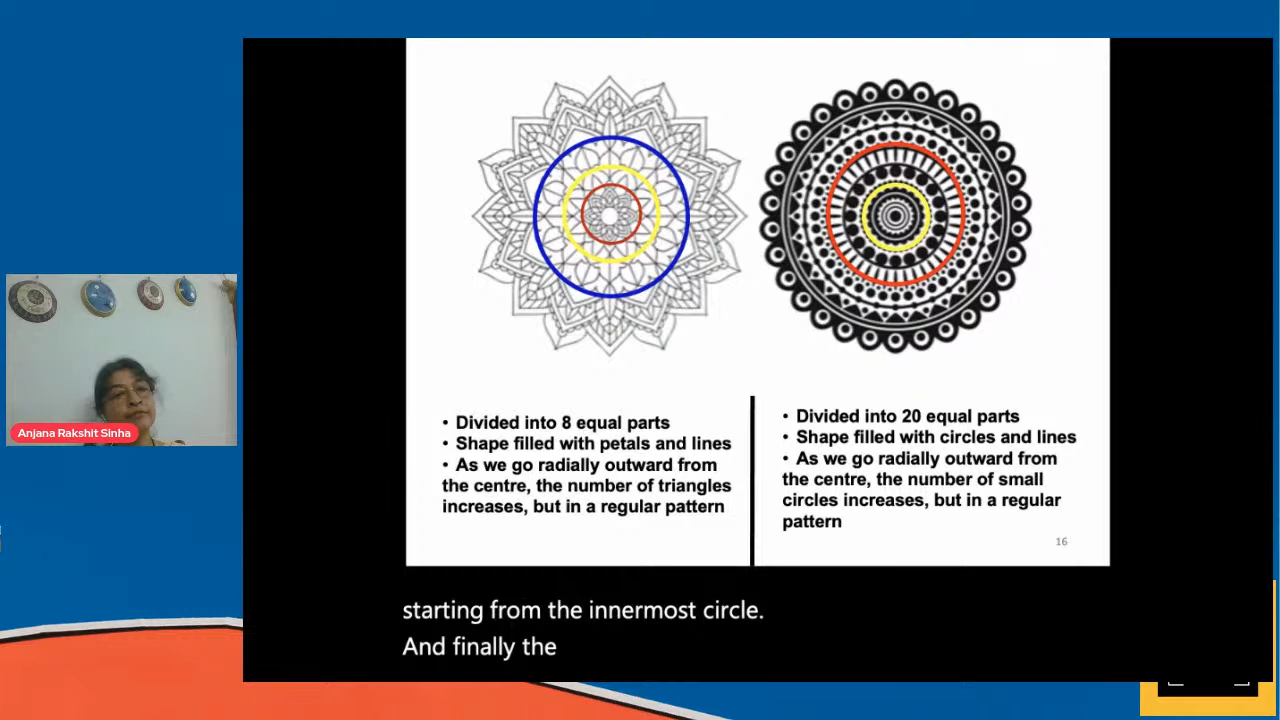 Anjana Rakshit Sinha
• Divided into 8 equal parts
• Shape filled with petals and lines
• As we go radially outward from
the centre, the number of triangles
increases, but in a regular pattern
• Divided into 20 equal parts
• Shape filled with circles and lines
• As we go radially outward from
the centre, the number of small
circles increases, but in a regular
pattern
16
starting from the innermost circle.
And finally the